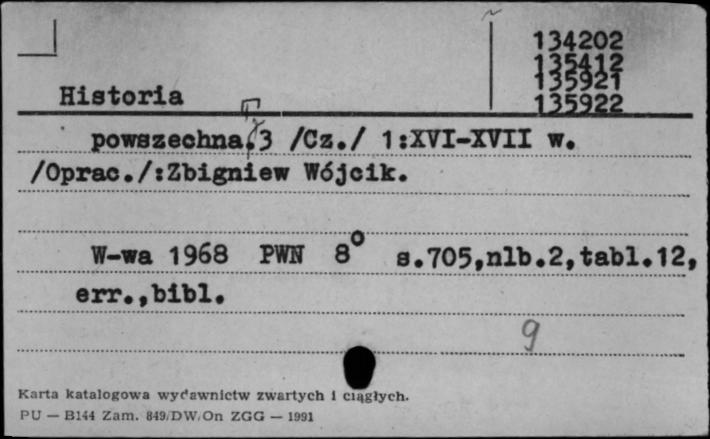 134202
135412
135921
Historia 135922
powszechna.3 /Cz./ 1:XVI-XVII w.
/Oprac./:Zbigniew Wójcik.
W-wa 1968 PWN 8° s.705,nlb.2,tabl.12,
err.,bibl.
9
Karta katalogowa wydawnictw zwartych i ciągłych.
PU — B144 Zam. 849/DW/On ZGG — 1991